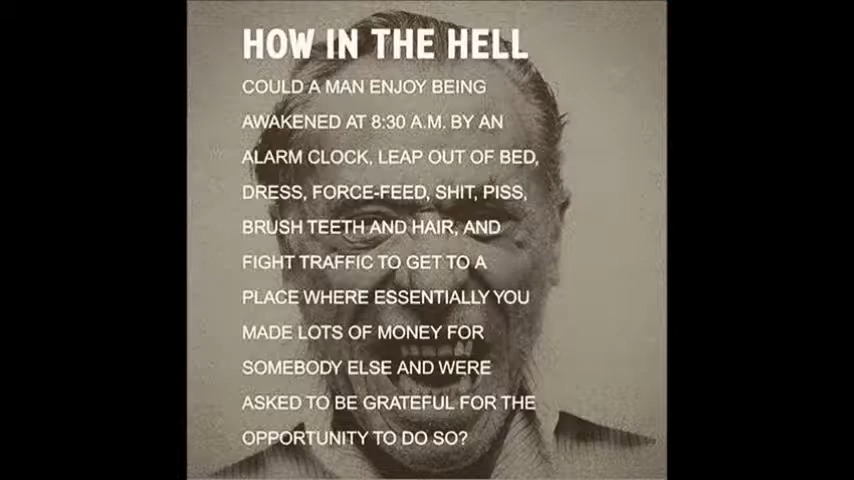 HOW IN THE HELL
COULD A MAN ENJOY BEING
AWAKENED AT 8:30 A.M. BY AN
ALARM CLOCK, LEAP OUT OF BED,
DRESS, FORCE-FEED, SHIT, PISS,
BRUSH TEETH AND HAIR, AND
FIGHT TRAFFIC TO GET TO A
PLACE WHERE ESSENTIALLY YOU
MADE LOTS OF MONEY FOR
SOMEBODY ELSE AND WERE
ASKED TO BE GRATEFUL FOR THE
OPPORTUNITY TO DO SO?